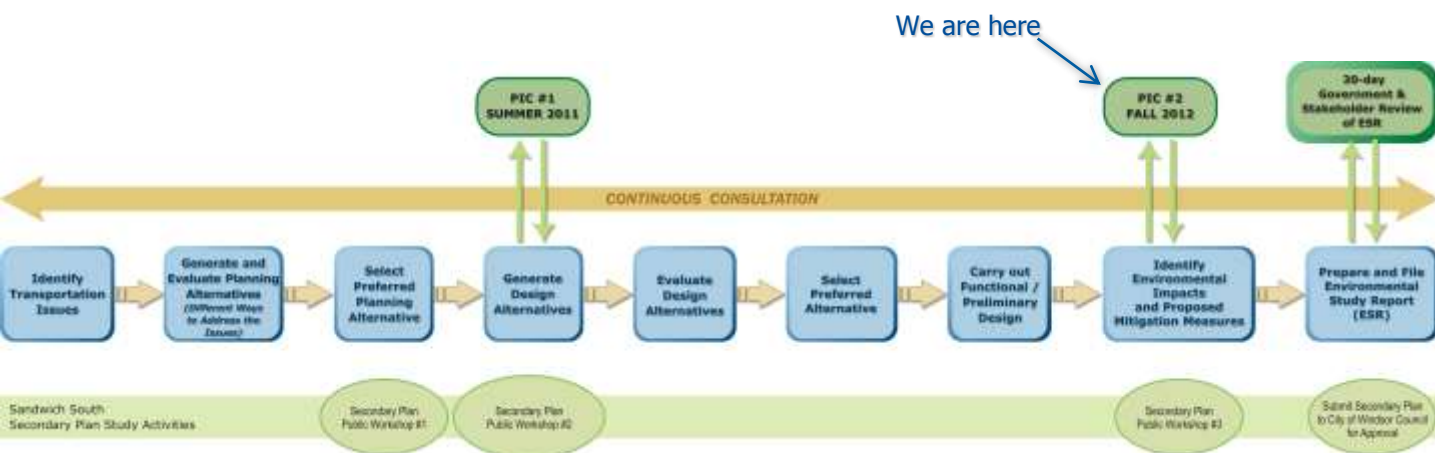 We are here
PIC #1
SUMMER 2011
PIC #2
FALL 2012
30-day
Government &
Stakeholder Review
of ESR
CONTINUOUS CONSULTATION
Identify
Transportation
Issues
Generate and
Evaluate Planning
Alternatives
(Different Ways
to Address the
Issues)
Select
Preferred
Planning
Alternative
Generate
Design
Alternatives
Evaluate
Design
Alternatives
Select
Preferred
Alternative
Carry out
Functional /
Preliminary
Design
Identify
Environmental
Impacts
and Proposed
Mitigation Measures
Prepare and File
Environmental
Study Report
(ESR)
Sandwich South
Secondary Plan Study Activities
Secondary Plan
Public Workshop #1
Secondary Plan
Public Workshop #2
Secondary Plan
Public Workshop #3
Submit Secondary Plan
to City of Windsor Council
for Approval